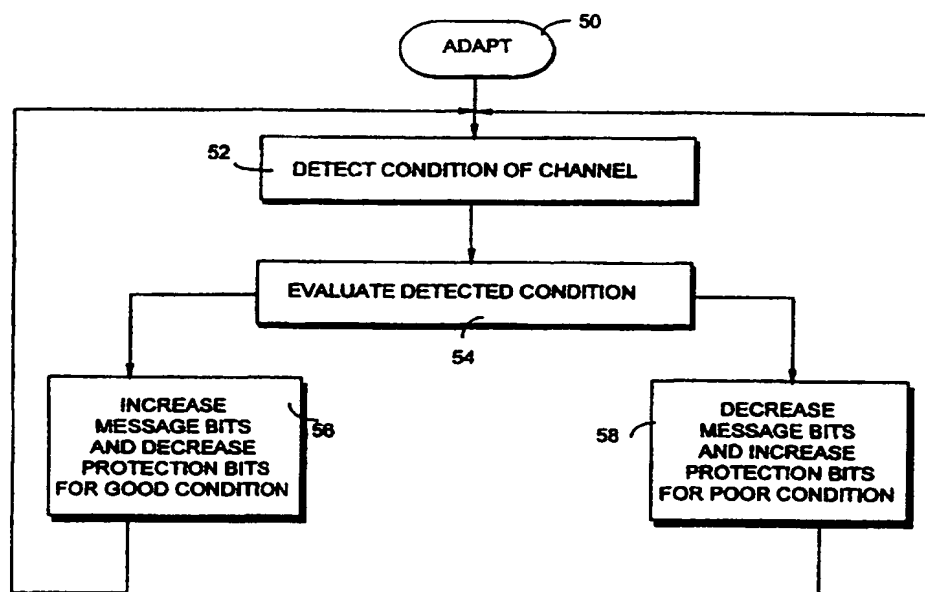 50
ADAPT
52
DETECT CONDITION OF CHANNEL
EVALUATE DETECTED CONDITION
54
INCREASE
MESSAGE BITS
AND DECREASE
PROTECTION BITS
FOR GOOD CONDITION
56
58
DECREASE
MESSAGE BITS
AND INCREASE
PROTECTION BITS
FOR POOR CONDITION